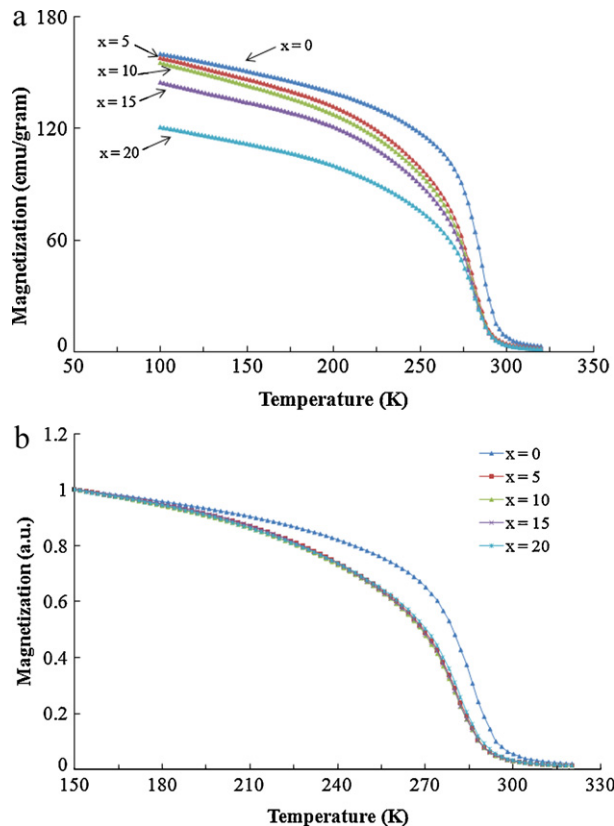 a
180
120
60
0
Magnetization (emu/gram)
x = 5
x = 0
x = 10
x = 15
x = 20
50 100 150 200 250 300 350
Temperature (K)
b
1.2
1
0.8
0.6
0.4
0.2
0
Magnetization (a.u.)
x = 0
x = 5
x = 10
x = 15
x = 20
150 180 210 240 270 300 330
Temperature (K)